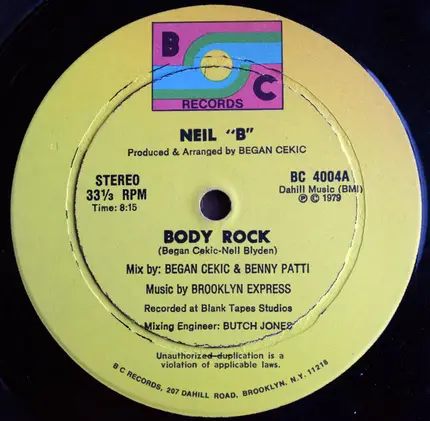 B
C
RECORDS
NEIL "B"
Produced & Arranged by BEGAN CEKIC
STEREO
33⅓ RPM
Time: 8:15
BC 4004A
Dahill Music (BMI)
Ⓟ © 1979
BODY ROCK
(Began Cekic-Neil Blyden)
Mix by: BEGAN CEKIC & BENNY PATTI
Music by BROOKLYN EXPRESS
Recorded at Blank Tapes Studios
Mixing Engineer: BUTCH JONES
Unauthorized duplication is a
violation of applicable laws.
B C RECORDS, 207 DAHILL ROAD, BROOKLYN, N.Y. 11218